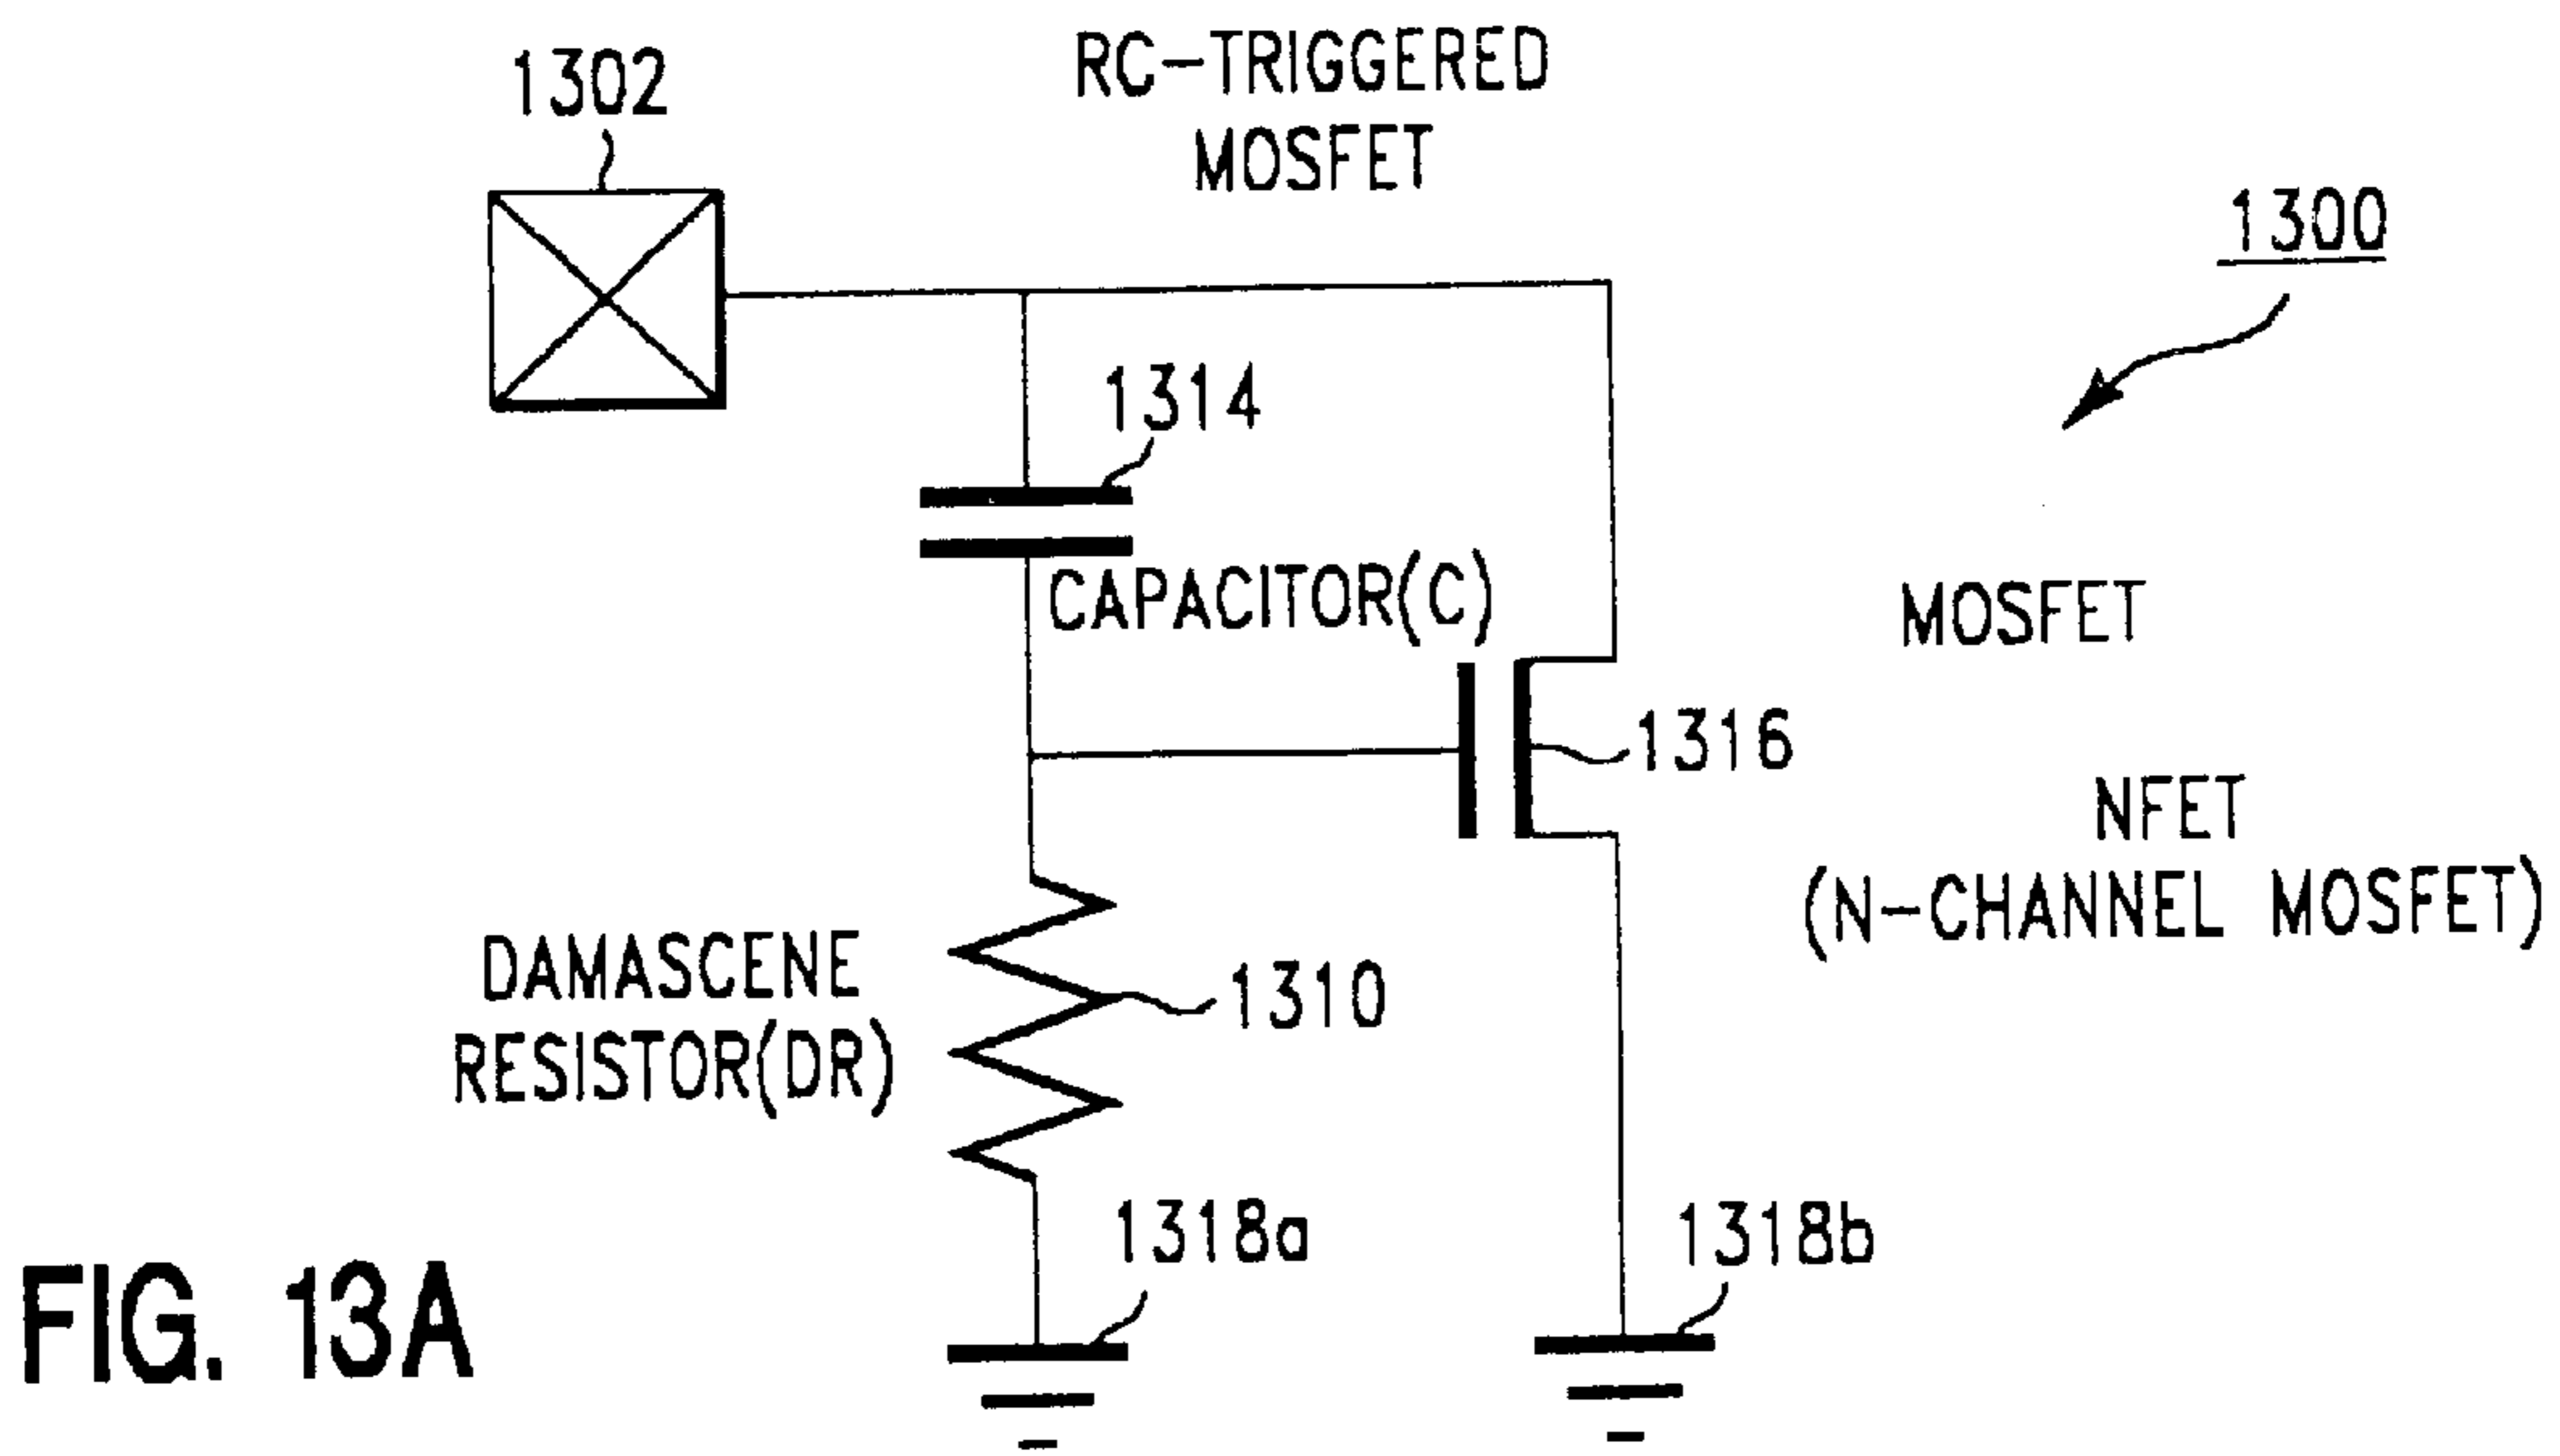 RC-TRIGGERED
MOSFET
1302
1300
1314
CAPACITOR(C)
MOSFET
1316
NFET
(N-CHANNEL MOSFET)
DAMASCENE
RESISTOR(DR)
1310
1318a
1318b
FIG. 13A